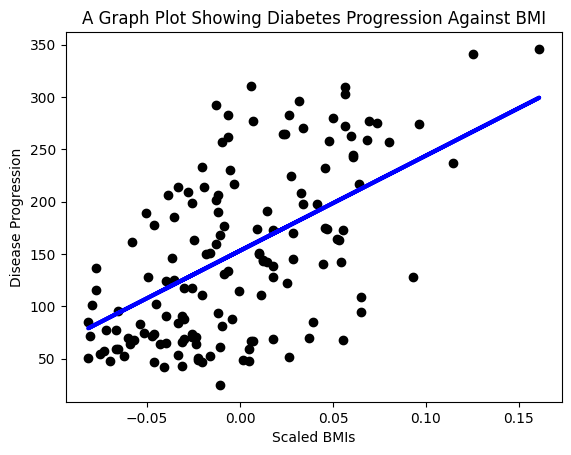 A Graph Plot Showing Diabetes Progression Against BMI
350
300
250
200
150
100
50
Disease Progression
−0.05 0.00 0.05 0.10 0.15
Scaled BMIs